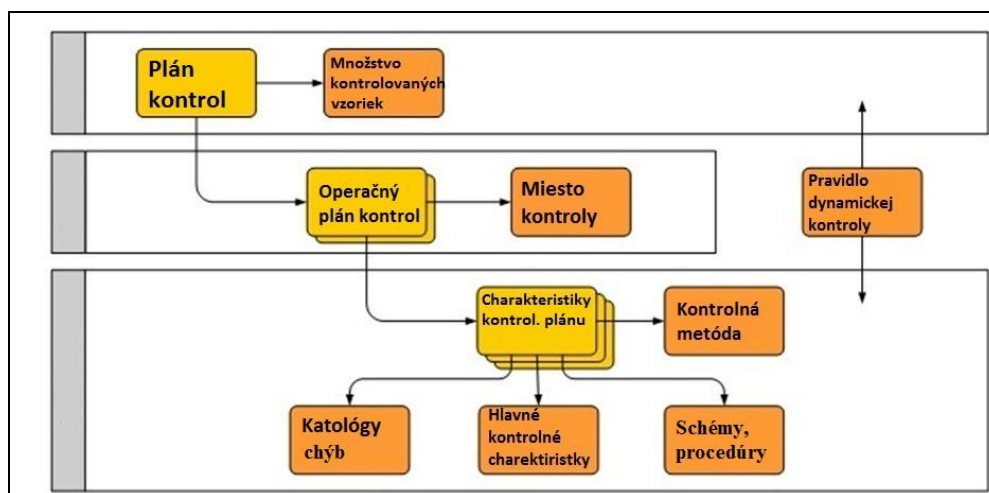 Plán
kontrol
Množstvo
kontrolovaných
vzoriek
Operačný
plán kontrol
Miesto
kontroly
Pravidlo
dynamickej
kontroly
Charakteristiky
kontrol. plánu
Kontrolná
metóda
Katológy
chýb
Hlavné
kontrolné
charektiristky
Schémy,
procedúry